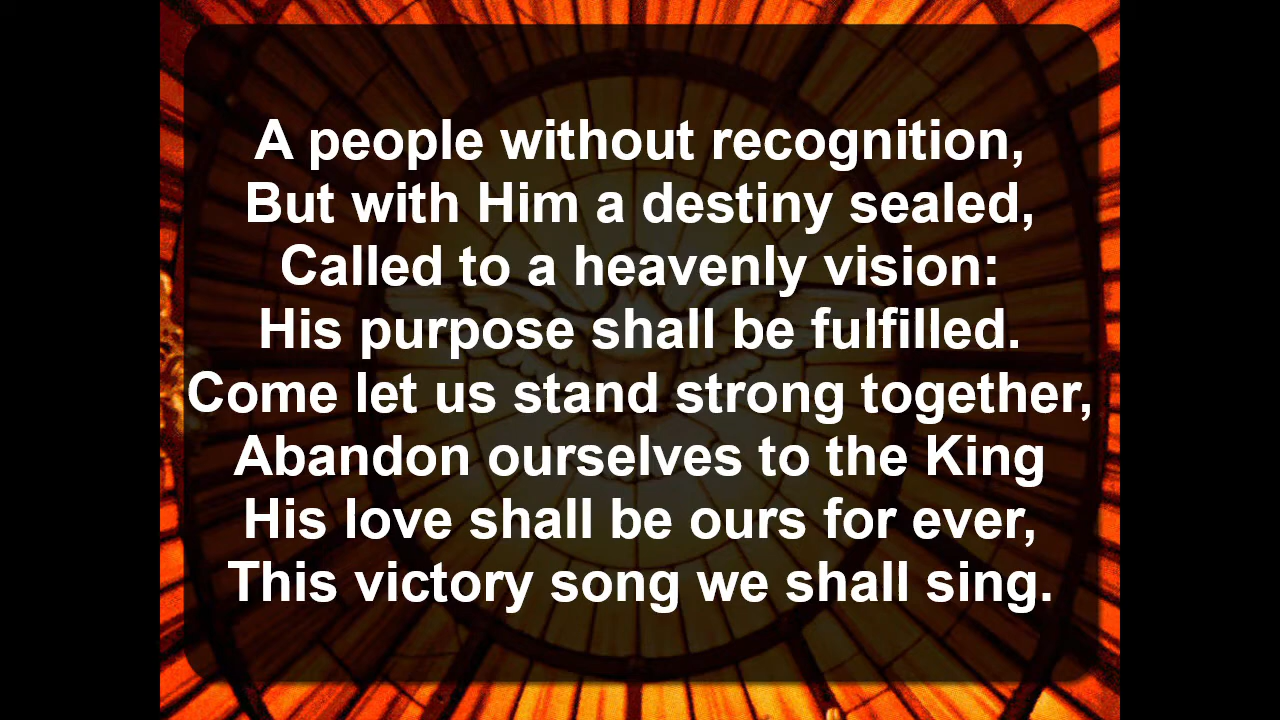 A people without recognition,
But with Him a destiny sealed,
Called to a heavenly vision:
His purpose shall be fulfilled.
Come let us stand strong together,
Abandon ourselves to the King
His love shall be ours for ever,
This victory song we shall sing.